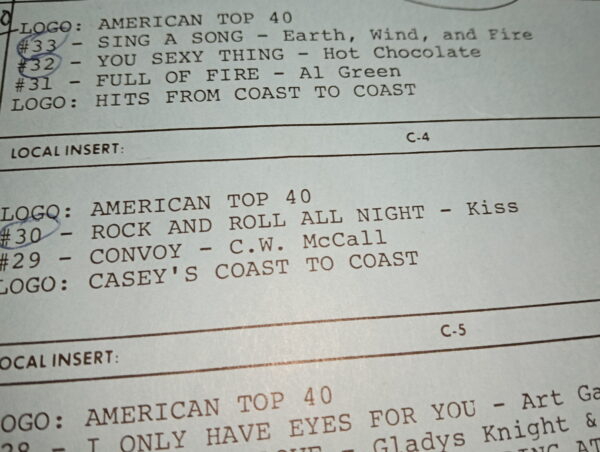 LOGO: AMERICAN TOP 40
#33 - SING A SONG - Earth, Wind, and Fire
#32 - YOU SEXY THING - Hot Chocolate
#31 - FULL OF FIRE - Al Green
LOGO: HITS FROM COAST TO COAST
LOCAL INSERT: C-4
LOGO: AMERICAN TOP 40
#30 - ROCK AND ROLL ALL NIGHT - Kiss
#29 - CONVOY - C.W. McCall
LOGO: CASEY'S COAST TO COAST
OCAL INSERT: C-5
OGO: AMERICAN TOP 40
28 - I ONLY HAVE EYES FOR YOU - Art Ga
- Gladys Knight &